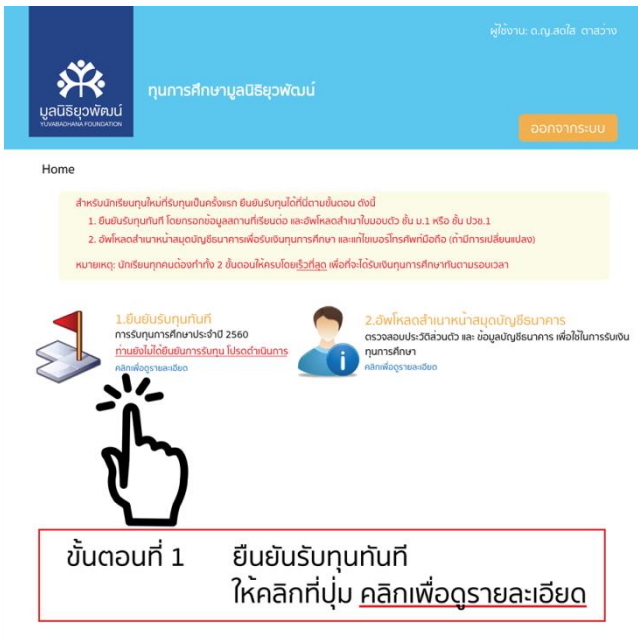 ผู้ใช้งาน: ด.ญ.สดใส ตาสว่าง
มูลนิธิยุวพัฒน์
YUVABADHANA FOUNDATION
ทุนการศึกษามูลนิธิยุวพัฒน์
ออกจากระบบ
Home
สำหรับนักเรียนทุนใหม่ที่รับทุนเป็นครั้งแรก ยืนยันรับทุนได้ที่นี่ตามขั้นตอน ดังนี้
1. ยืนยันรับทุนทันที โดยกรอกข้อมูลสถานที่เรียนต่อ และอัพโหลดสำเนาใบมอบตัว ชั้น ม.1 หรือ ชั้น ปวช.1
2. อัพโหลดสำเนาหน้าสมุดบัญชีธนาคารเพื่อรับเงินทุนการศึกษา และแก้ไขเบอร์โทรศัพท์มือถือ (ถ้ามีการเปลี่ยนแปลง)
หมายเหตุ: นักเรียนทุกคนต้องทำทั้ง 2 ขั้นตอนให้ครบโดยเร็วที่สุด เพื่อที่จะได้รับเงินทุนการศึกษาทันตามรอบเวลา
1.ยืนยันรับทุนทันที
การรับทุนการศึกษาประจำปี 2560
ท่านยังไม่ได้ยืนยันการรับทุน โปรดดำเนินการ
คลิกเพื่อดูรายละเอียด
2.อัพโหลดสำเนาหน้าสมุดบัญชีธนาคาร
ตรวจสอบประวัติส่วนตัว และ ข้อมูลบัญชีธนาคาร เพื่อใช้ในการรับเงิน
ทุนการศึกษา
คลิกเพื่อดูรายละเอียด
ขั้นตอนที่ 1 ยืนยันรับทุนทันที
ให้คลิกที่ปุ่ม คลิกเพื่อดูรายละเอียด